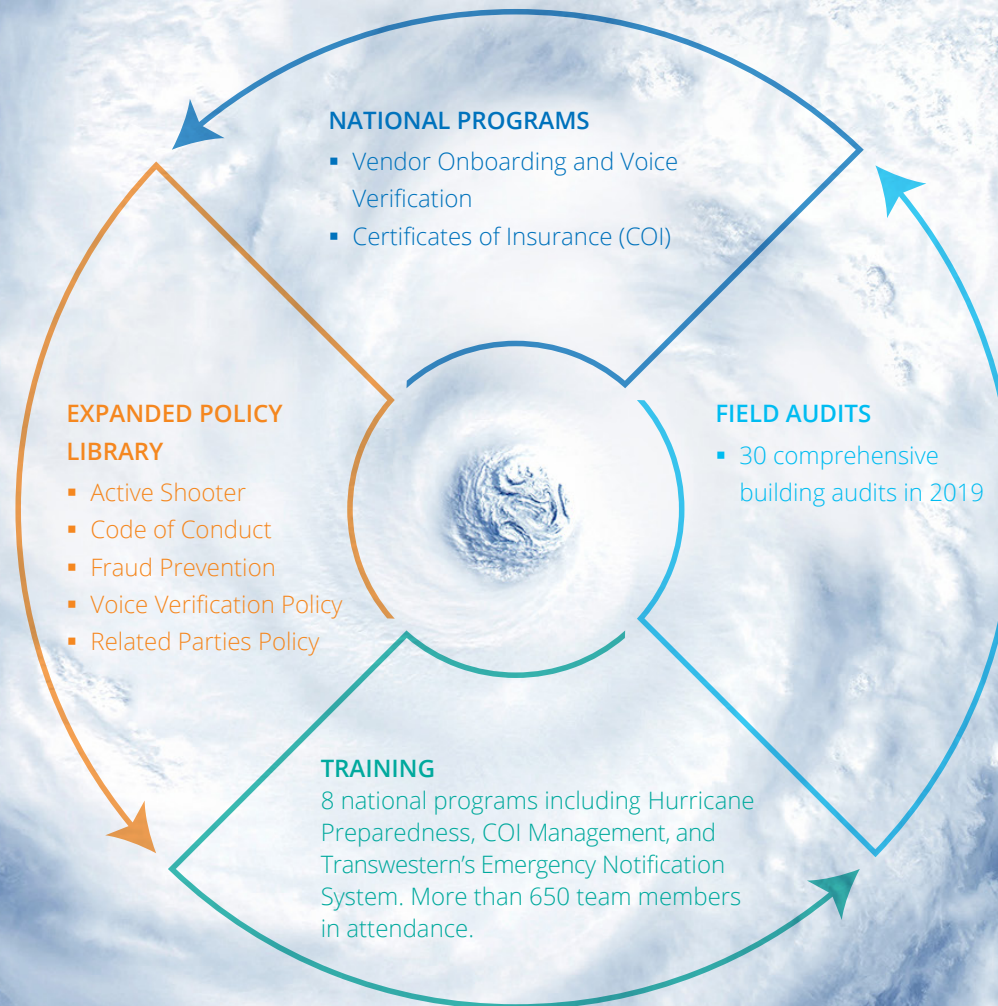 NATIONAL PROGRAMS
▪ Vendor Onboarding and Voice
Verification
▪ Certificates of Insurance (COI)
EXPANDED POLICY
LIBRARY
▪ Active Shooter
▪ Code of Conduct
▪ Fraud Prevention
▪ Voice Verification Policy
▪ Related Parties Policy
FIELD AUDITS
▪ 30 comprehensive
building audits in 2019
TRAINING
8 national programs including Hurricane
Preparedness, COI Management, and
Transwestern’s Emergency Notification
System. More than 650 team members
in attendance.